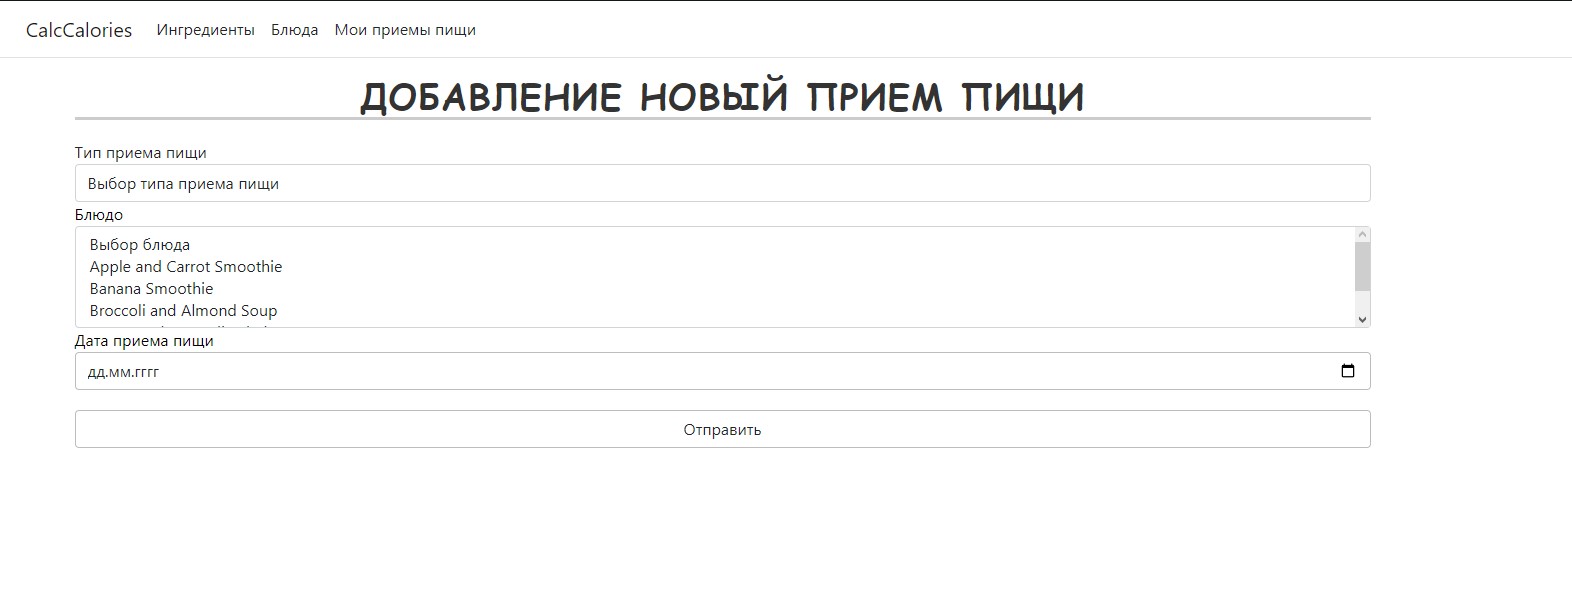 CalcCalories Ингредиенты Блюда Мои приемы пищи
ДОБАВЛЕНИЕ НОВЫЙ ПРИЕМ ПИЩИ
Тип приема пищи
Выбор типа приема пищи
Блюдо
Выбор блюда
Apple and Carrot Smoothie
Banana Smoothie
Broccoli and Almond Soup
Дата приема пищи
дд.мм.гггг
Отправить